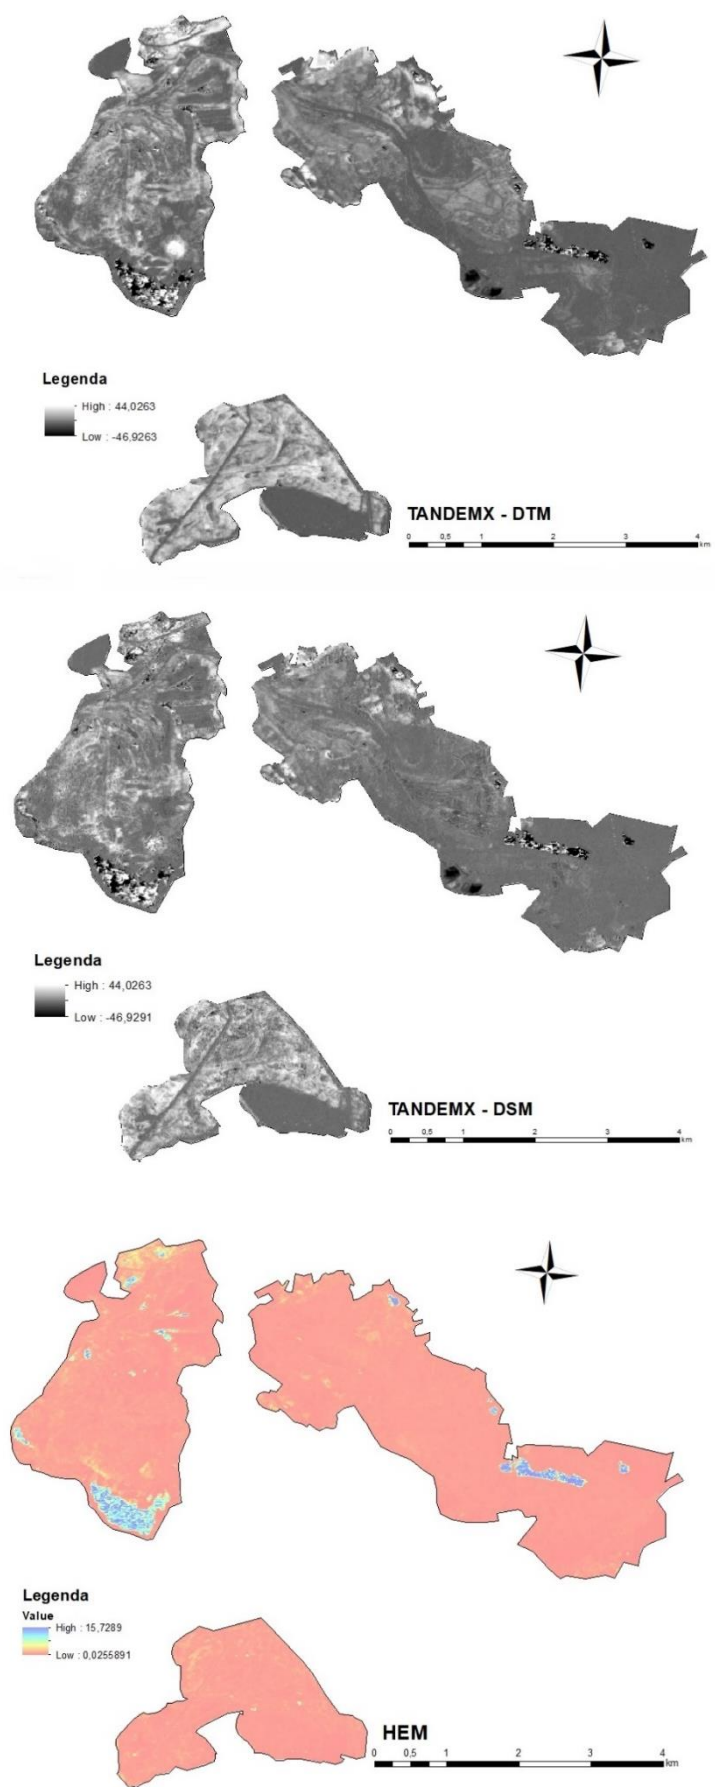 Legenda
High : 44,0263
Low : -46,9263
TANDEMX - DTM
0 0,5 1 2 3 4
km
Legenda
High : 44,0263
Low : -46,9291
TANDEMX - DSM
0 0,5 1 2 3 4
km
Legenda
Value
High : 15,7289
Low : 0,0255891
HEM
0 0,5 1 2 3 4
km